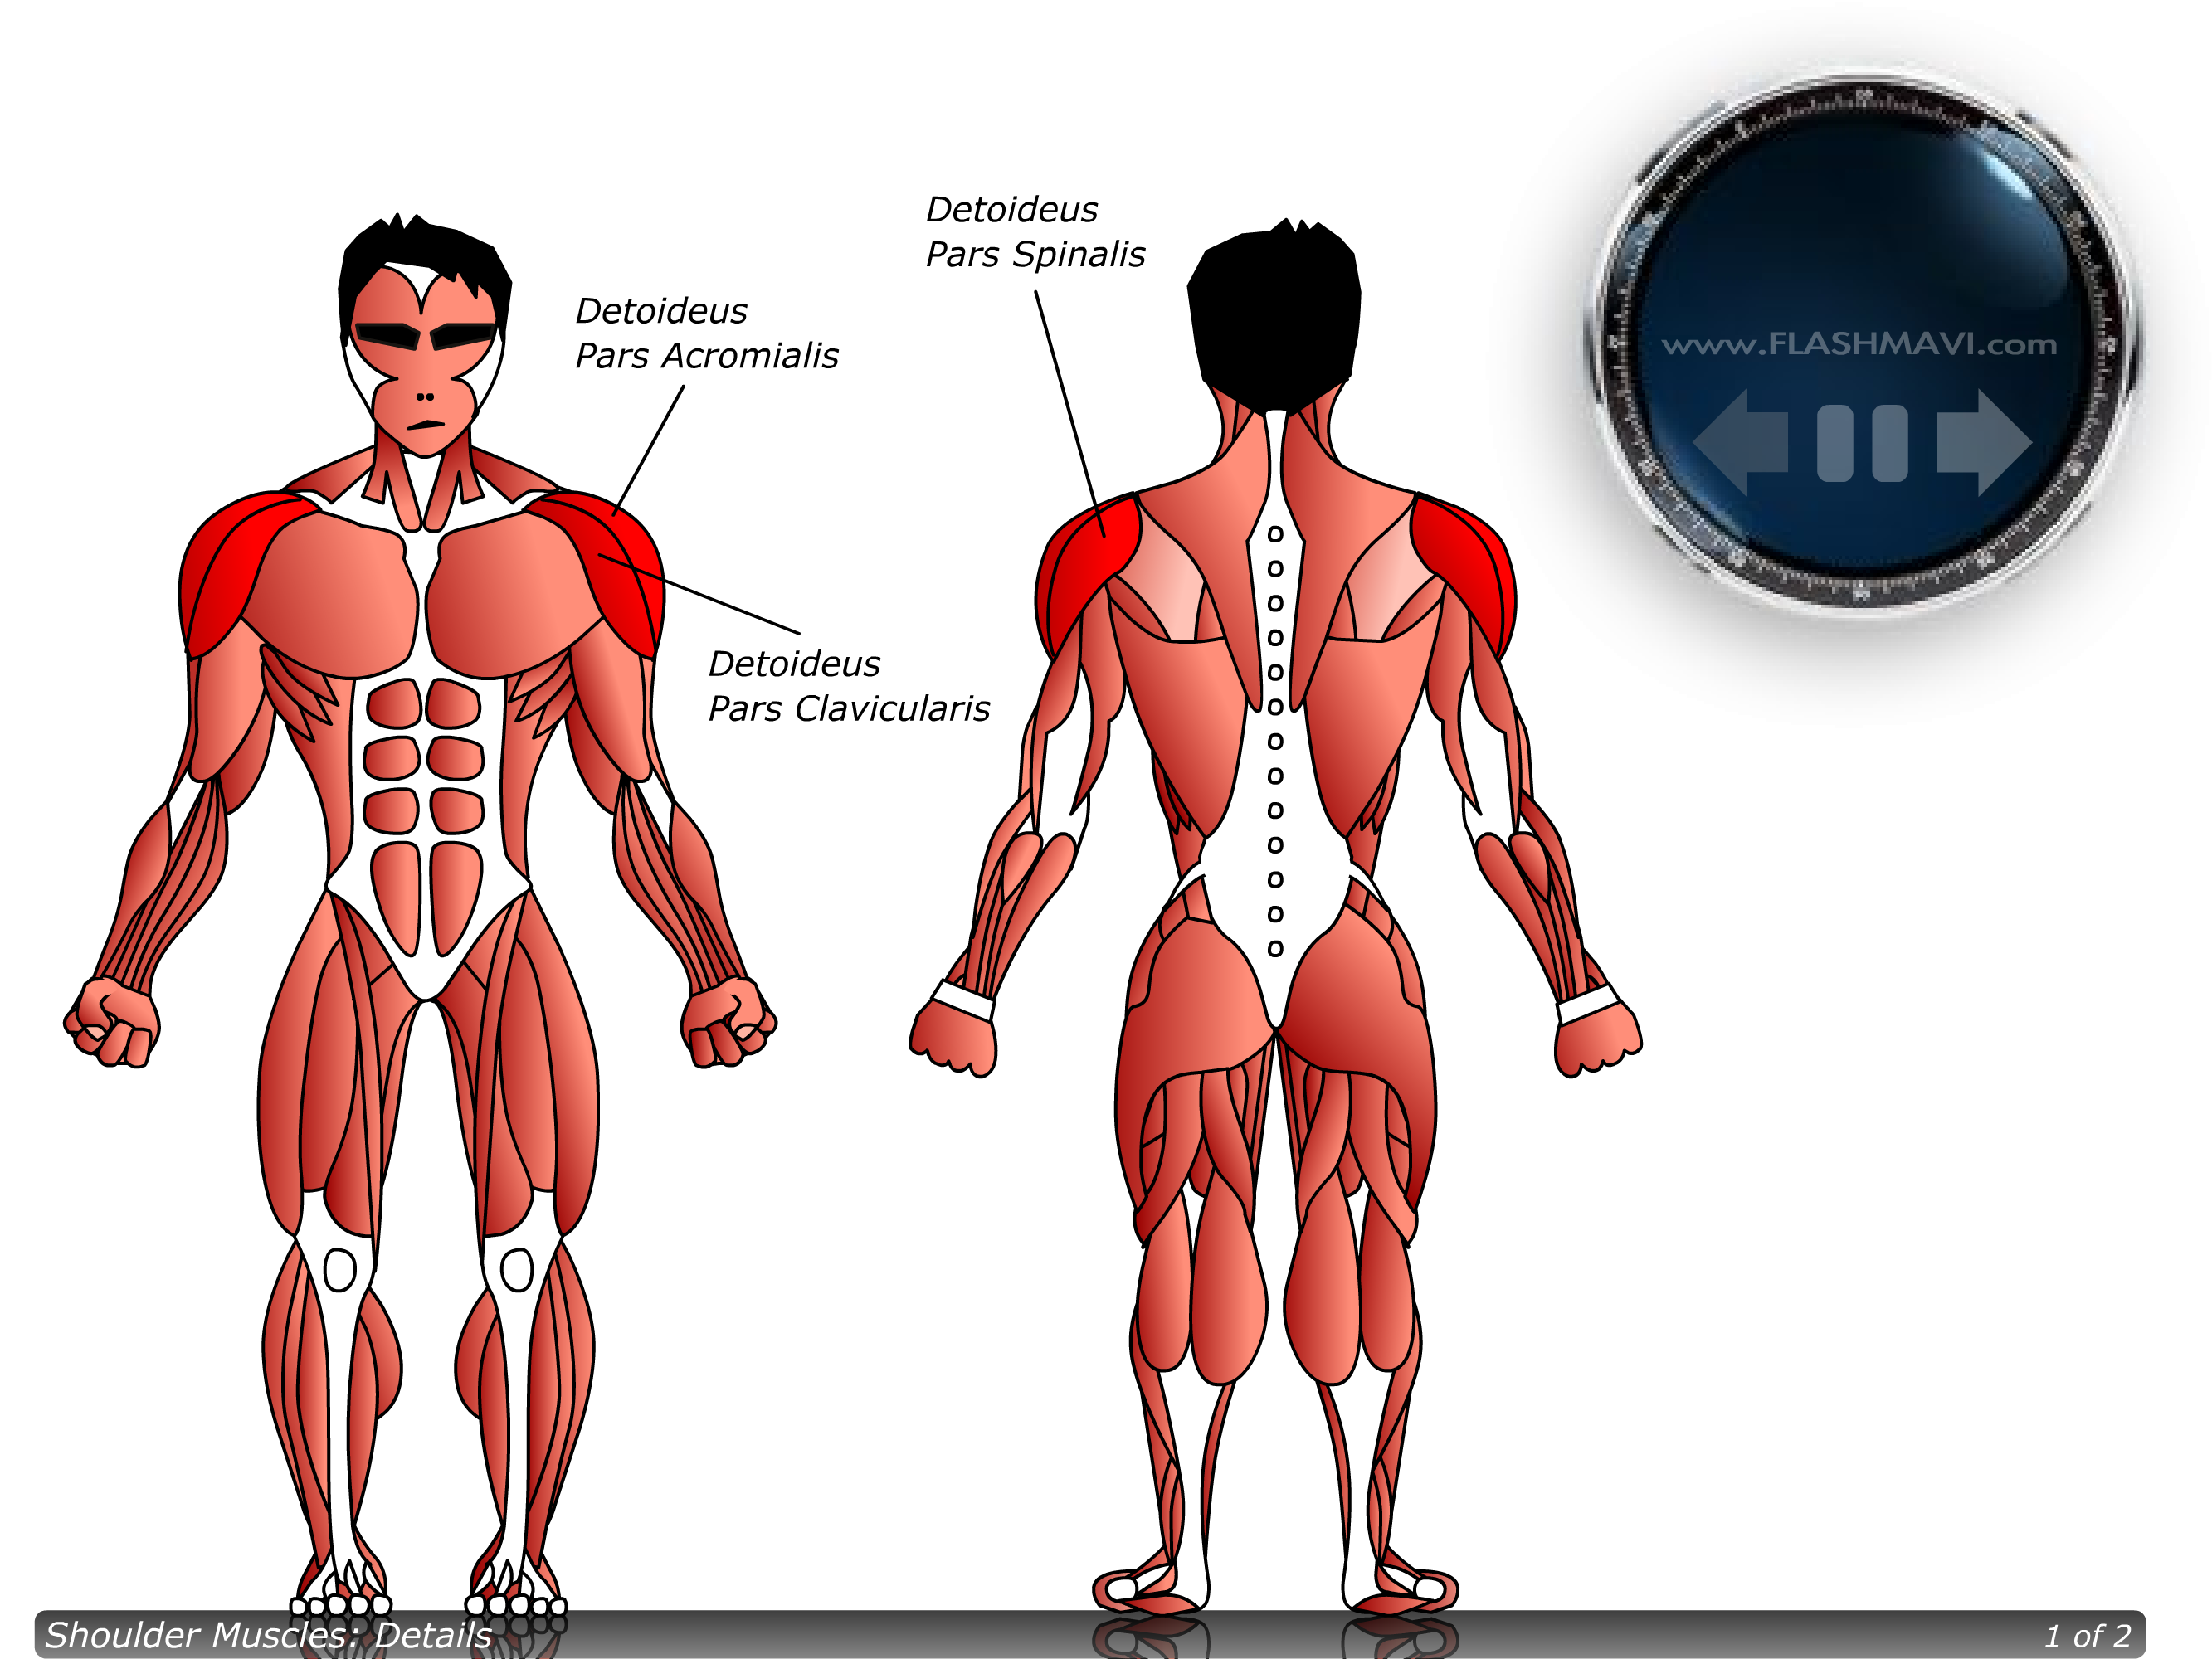 Detoideus
Pars Spinalis
Detoideus
Pars Acromialis
www.FLASHMAVI.com
Detoideus
Pars Clavicularis
Shoulder Muscles: Details
1 of 2